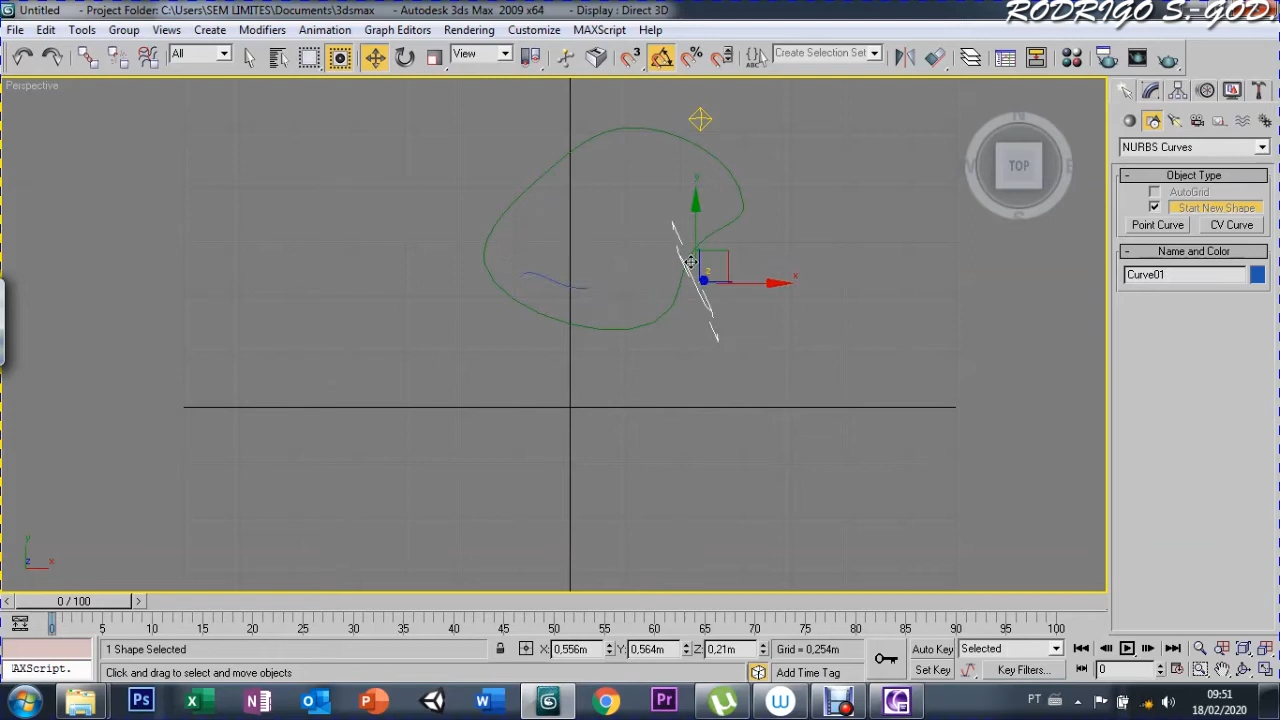 RODRIGO S.-GOD
Untitled - Project Folder: C:\Users\SEM LIMITES\Documents\3dsmax - Autodesk 3ds Max 2009 x64 - Display : Direct 3D
File Edit Tools Group Views Create Modifiers Animation Graph Editors Rendering Customize MAXScript Help
All View 3 % ABC Create Selection Set
Perspective
TOP
NURBS Curves
- Object Type
AutoGrid
Start New Shape
Point Curve CV Curve
- Name and Color
Curve01
y
z x
y
z x
< 0 / 100 >
0 5 10 15 20 25 30 35 40 45 50 55 60 65 70 75 80 85 90 95 100
1 Shape Selected X: 0,556m Y: 0,564m Z: 0,21m Grid = 0,254m Auto Key Selected
AXScript. Click and drag to select and move objects Add Time Tag Set Key Key Filters... 0
Ps X N O P W Pr W
PT 09:51
18/02/2020